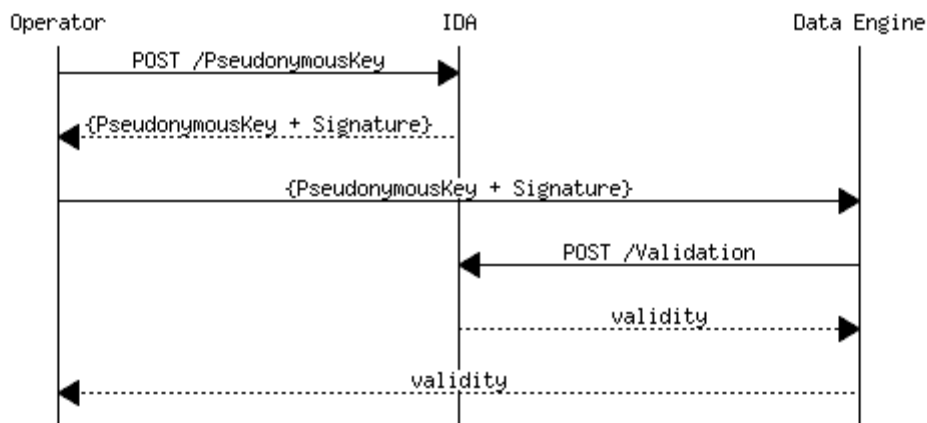 Operator IDA Data Engine
POST /PseudonymousKey
{PseudonymousKey + Signature}
{PseudonymousKey + Signature}
POST /Validation
validity
validity